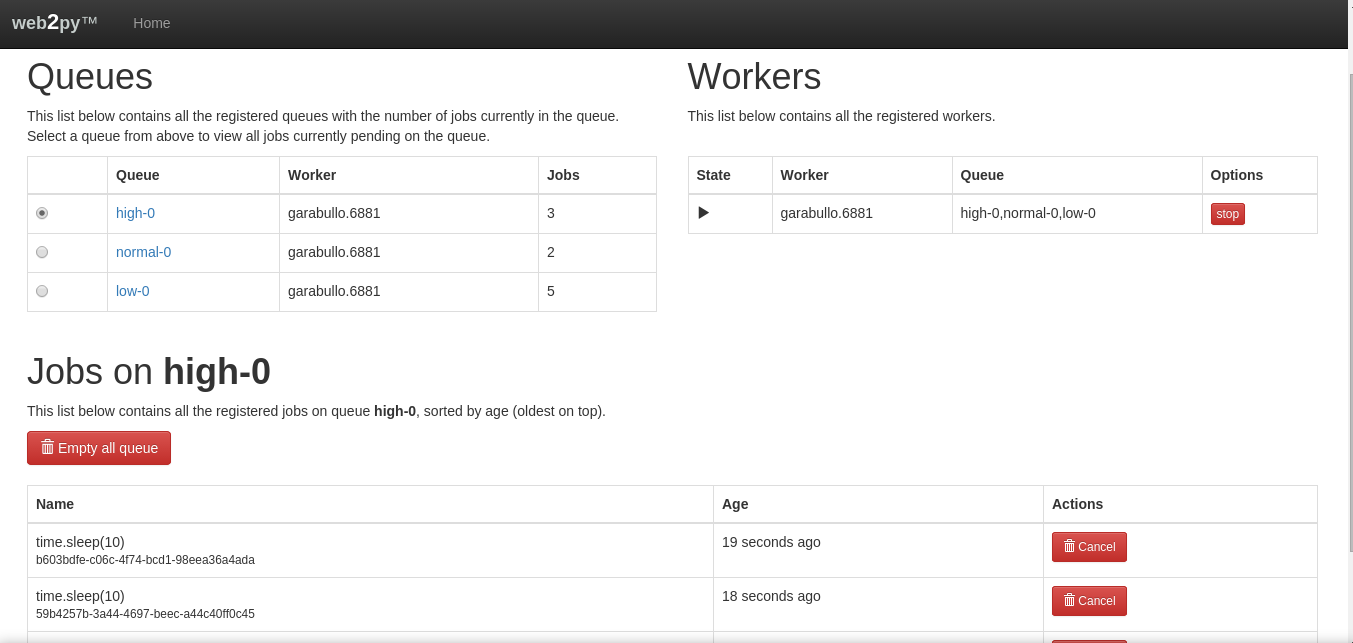 web2py™ Home
Queues
This list below contains all the registered queues with the number of jobs currently in the queue.
Select a queue from above to view all jobs currently pending on the queue.
Queue Worker Jobs
high-0 garabullo.6881 3
normal-0 garabullo.6881 2
low-0 garabullo.6881 5
Workers
This list below contains all the registered workers.
State Worker Queue Options
garabullo.6881 high-0,normal-0,low-0 stop
Jobs on high-0
This list below contains all the registered jobs on queue high-0, sorted by age (oldest on top).
Empty all queue
Name Age Actions
time.sleep(10) 19 seconds ago Cancel
b603bdfe-c06c-4f74-bcd1-98eea36a4ada
time.sleep(10) 18 seconds ago Cancel
59b4257b-3a44-4697-beec-a44c40ff0c45